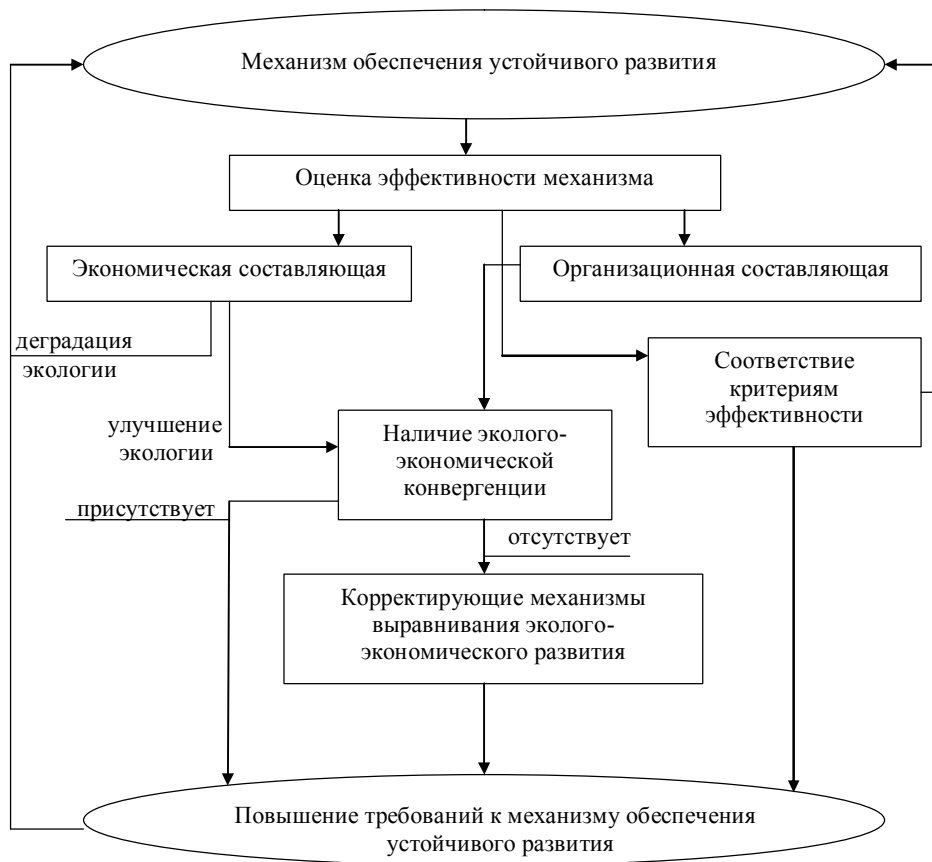 Механизм обеспечения устойчивого развития
Оценка эффективности механизма
Экономическая составляющая
Организационная составляющая
деградация
экологии
Соответствие
критериям
эффективности
улучшение
экологии
Наличие эколого-
экономической
конвергенции
присутствует
отсутствует
Корректирующие механизмы
выравнивания эколого-
экономического развития
Повышение требований к механизму обеспечения
устойчивого развития